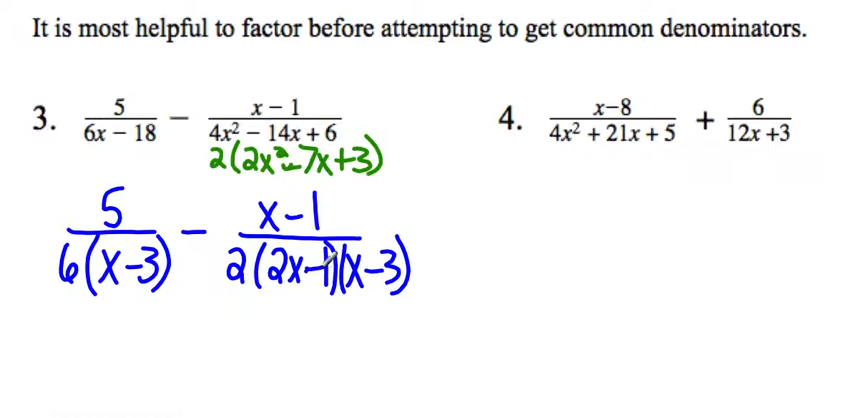 It is most helpful to factor before attempting to get common denominators.
3. 5/(6x − 18) − (x − 1)/(4x² − 14x + 6)
2(2x² − 7x + 3)
5/(6(x − 3)) − (x − 1)/(2(2x − 1)(x − 3))
4. (x−8)/(4x² + 21x + 5) + 6/(12x +3)